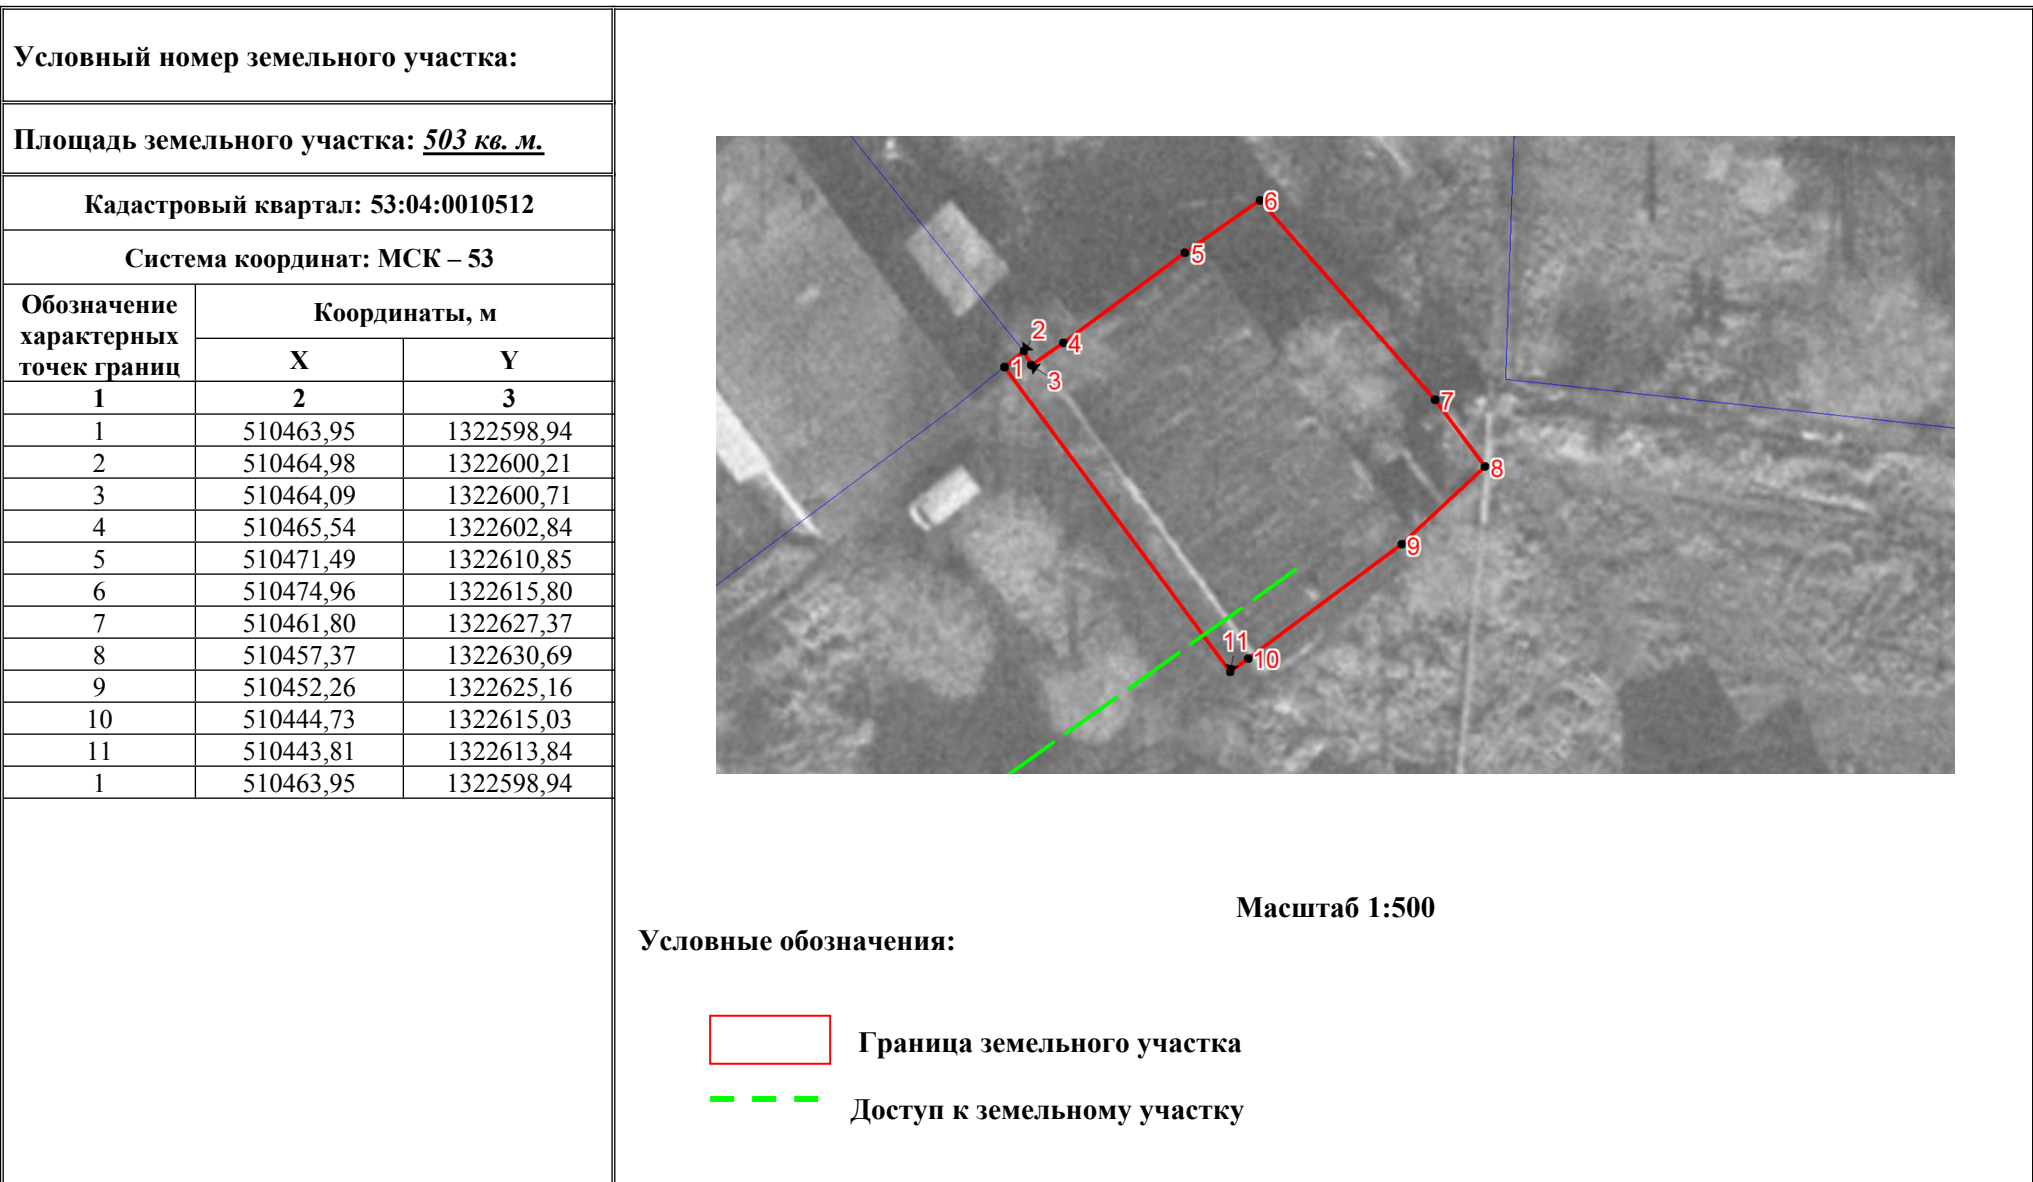 Условный номер земельного участка:
Площадь земельного участка: 503 кв. м.
Кадастровый квартал: 53:04:0010512
Система координат: МСК – 53
Обозначение характерных точек границ
Координаты, м
X Y
1 2 3
1 510463,95 1322598,94
2 510464,98 1322600,21
3 510464,09 1322600,71
4 510465,54 1322602,84
5 510471,49 1322610,85
6 510474,96 1322615,80
7 510461,80 1322627,37
8 510457,37 1322630,69
9 510452,26 1322625,16
10 510444,73 1322615,03
11 510443,81 1322613,84
1 510463,95 1322598,94
6
5
2
4
1
3
7
8
9
11
10
Масштаб 1:500
Условные обозначения:
Граница земельного участка
Доступ к земельному участку